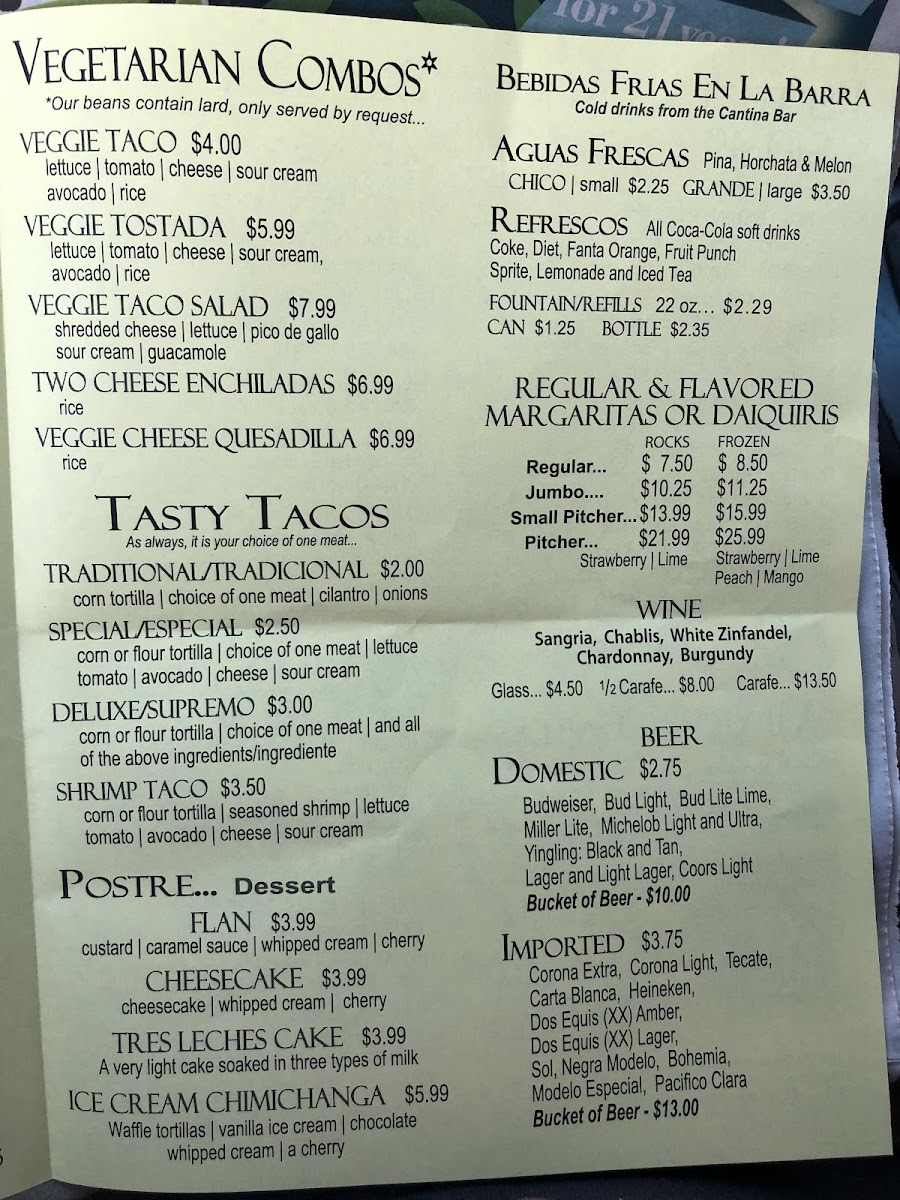 for 21
VEGETARIAN COMBOS*
*Our beans contain lard, only served by request...
VEGGIE TACO $4.00
lettuce | tomato | cheese | sour cream
avocado | rice
VEGGIE TOSTADA $5.99
lettuce | tomato | cheese | sour cream,
avocado | rice
VEGGIE TACO SALAD $7.99
shredded cheese | lettuce | pico de gallo
sour cream | guacamole
TWO CHEESE ENCHILADAS $6.99
rice
VEGGIE CHEESE QUESADILLA $6.99
rice
TASTY TACOS
As always, it is your choice of one meat...
TRADITIONAL/TRADICIONAL $2.00
corn tortilla | choice of one meat | cilantro | onions
SPECIAL/ESPECIAL $2.50
corn or flour tortilla | choice of one meat | lettuce
tomato | avocado | cheese | sour cream
DELUXE/SUPREMO $3.00
corn or flour tortilla | choice of one meat | and all
of the above ingredients/ingrediente
SHRIMP TACO $3.50
corn or flour tortilla | seasoned shrimp | lettuce
tomato | avocado | cheese | sour cream
POSTRE... Dessert
FLAN $3.99
custard | caramel sauce | whipped cream | cherry
CHEESECAKE $3.99
cheesecake | whipped cream | cherry
TRES LECHES CAKE $3.99
A very light cake soaked in three types of milk
ICE CREAM CHIMICHANGA $5.99
Waffle tortillas | vanilla ice cream | chocolate
whipped cream | a cherry
BEBIDAS FRIAS EN LA BARRA
Cold drinks from the Cantina Bar
AGUAS FRESCAS Pina, Horchata & Melon
CHICO | small $2.25 GRANDE | large $3.50
REFRESCOS All Coca-Cola soft drinks
Coke, Diet, Fanta Orange, Fruit Punch
Sprite, Lemonade and Iced Tea
FOUNTAIN/REFILLS 22 oz... $2.29
CAN $1.25 BOTTLE $2.35
REGULAR & FLAVORED
MARGARITAS OR DAIQUIRIS
ROCKS FROZEN
Regular... $ 7.50 $ 8.50
Jumbo.... $10.25 $11.25
Small Pitcher... $13.99 $15.99
Pitcher... $21.99 $25.99
Strawberry | Lime Strawberry | Lime
Peach | Mango
WINE
Sangria, Chablis, White Zinfandel,
Chardonnay, Burgundy
Glass... $4.50 1/2 Carafe... $8.00 Carafe... $13.50
BEER
DOMESTIC $2.75
Budweiser, Bud Light, Bud Lite Lime,
Miller Lite, Michelob Light and Ultra,
Yingling: Black and Tan,
Lager and Light Lager, Coors Light
Bucket of Beer - $10.00
IMPORTED $3.75
Corona Extra, Corona Light, Tecate,
Carta Blanca, Heineken,
Dos Equis (XX) Amber,
Dos Equis (XX) Lager,
Sol, Negra Modelo, Bohemia,
Modelo Especial, Pacifico Clara
Bucket of Beer - $13.00